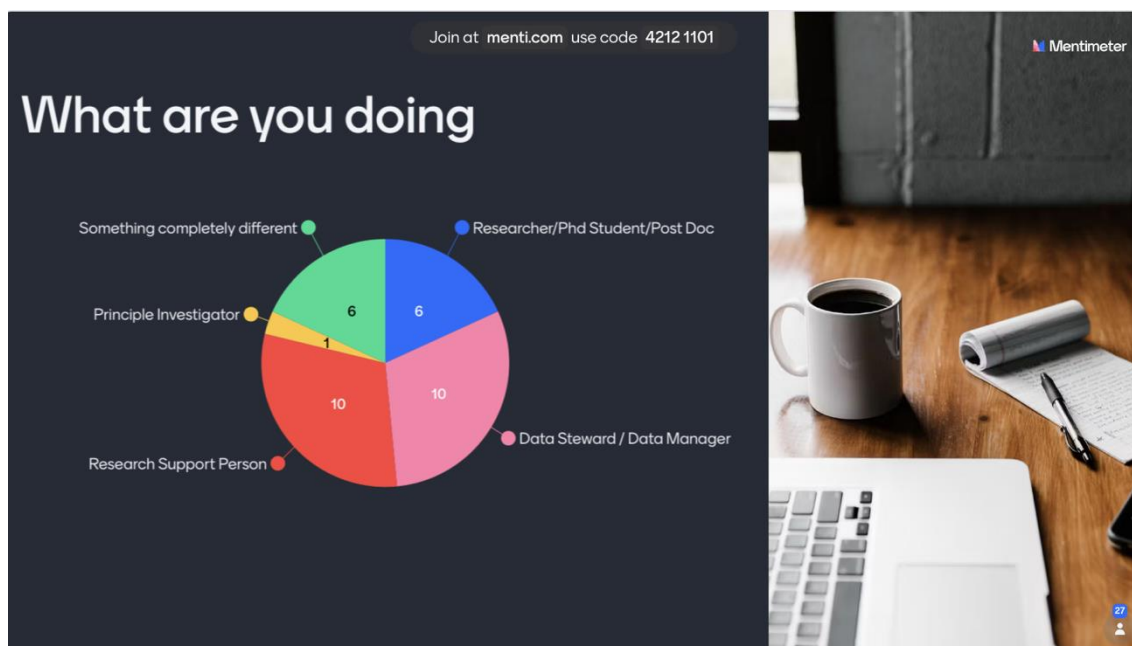 Join at menti.com use code 4212 1101
Mentimeter
What are you doing
Something completely different
Researcher/Phd Student/Post Doc
6
6
Principle Investigator
1
10
10
Data Steward / Data Manager
Research Support Person
27